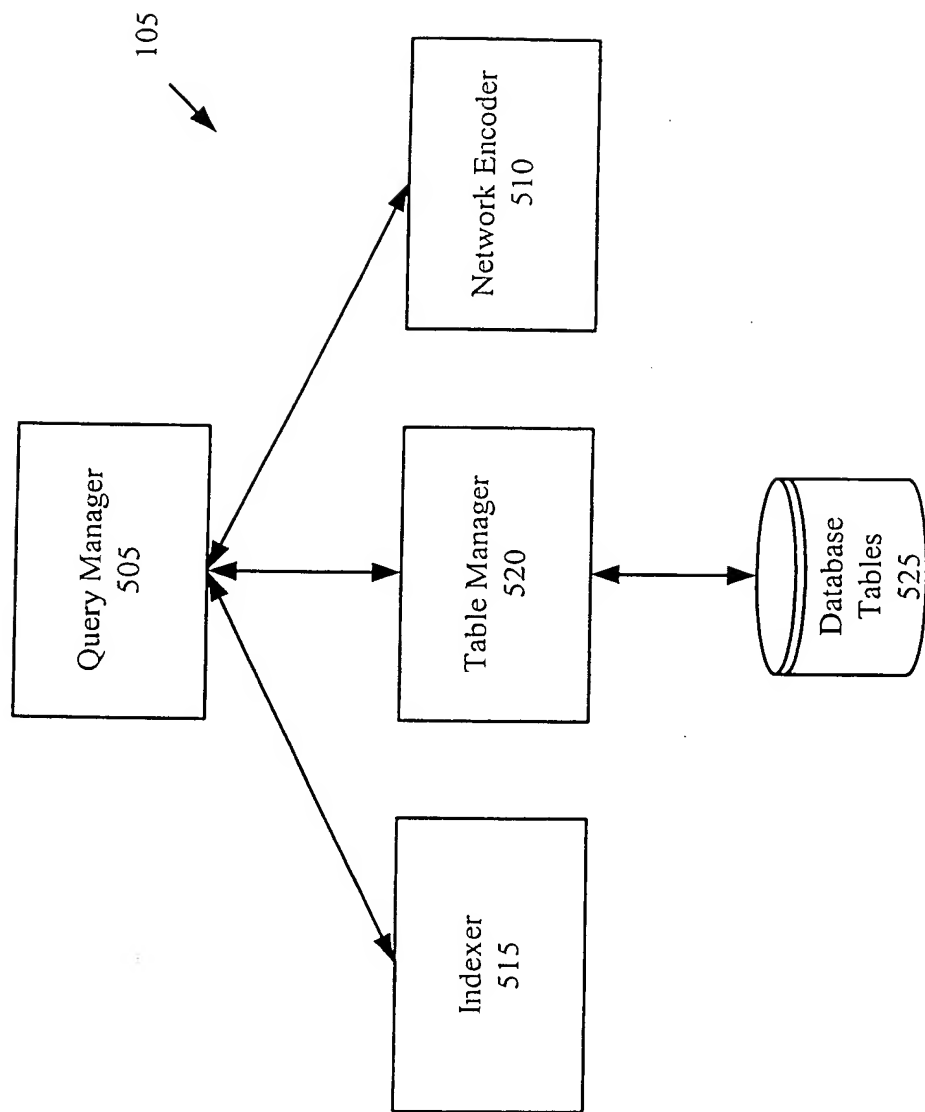 105
Query Manager
505
Indexer
515
Table Manager
520
Network Encoder
510
Database
Tables
525